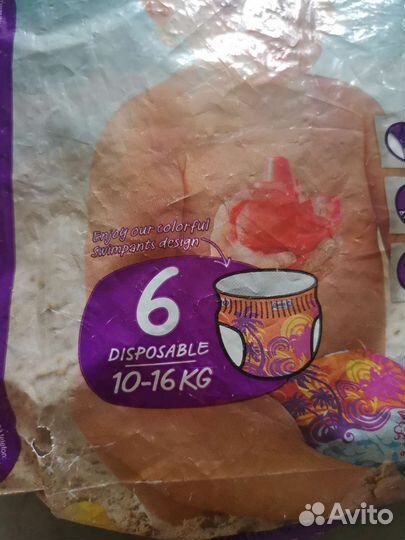 Enjoy our colorful
Swimpants design
6
DISPOSABLE
10-16 KG
Avito